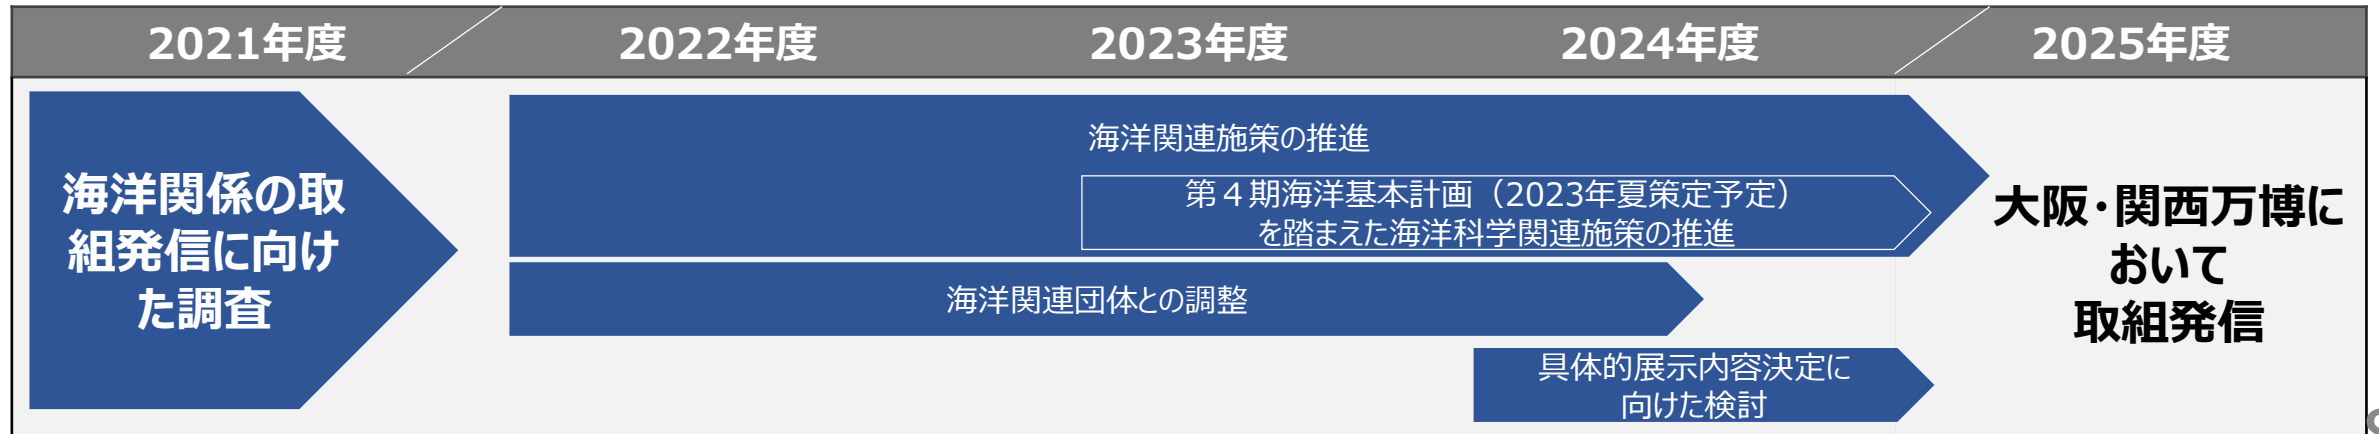 2021年度
2022年度
2023年度
2024年度
2025年度
海洋関係の取
組発信に向け
た調査
海洋関連施策の推進
第４期海洋基本計画（2023年夏策定予定）
を踏まえた海洋科学関連施策の推進
海洋関連団体との調整
具体的展示内容決定に
向けた検討
大阪・関西万博に
おいて
取組発信